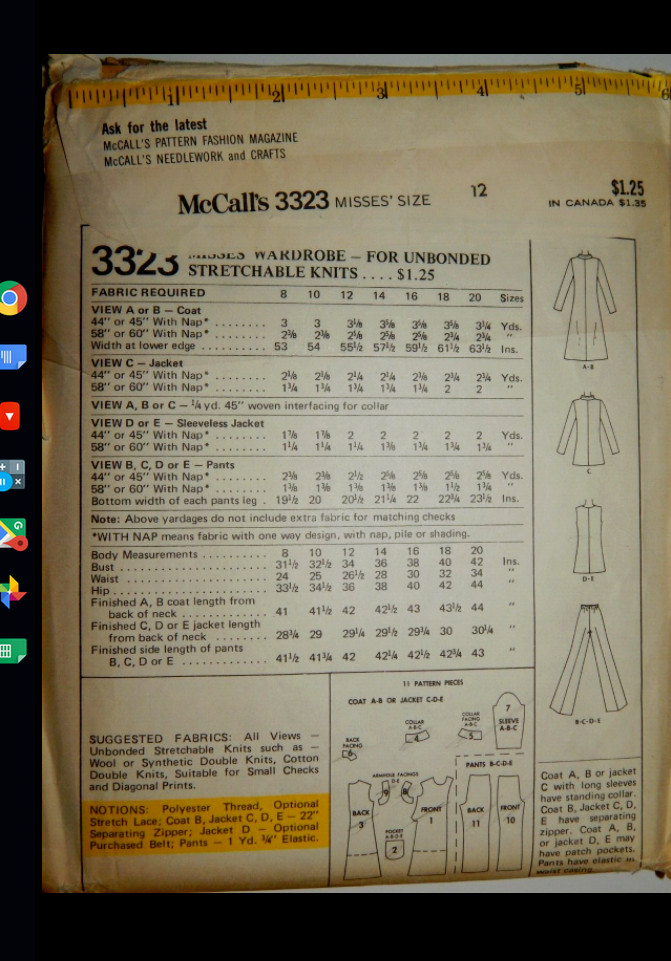 1 2 3 4 5 6
Ask for the latest
McCALL'S PATTERN FASHION MAGAZINE
McCALL'S NEEDLEWORK and CRAFTS
McCall's 3323 MISSES' SIZE 12 $1.25
IN CANADA $1.35
3323 MISSES WARDROBE – FOR UNBONDED
STRETCHABLE KNITS . . . . $1.25
FABRIC REQUIRED 8 10 12 14 16 18 20 Sizes
VIEW A or B – Coat
44" or 45" With Nap* . . . . . . . . 3 3 3⅛ 3⅝ 3⅝ 3⅝ 3¾ Yds.
58" or 60" With Nap* . . . . . . . . 2⅜ 2⅜ 2⅝ 2⅝ 2⅝ 2¾ 2¾ "
Width at lower edge . . . . . . . . . . 53 54 55½ 57½ 59½ 61½ 63½ Ins.
VIEW C – Jacket
44" or 45" With Nap* . . . . . . . . 2⅛ 2⅛ 2¼ 2¼ 2⅜ 2¾ 2¾ Yds.
58" or 60" With Nap* . . . . . . . . 1¾ 1¾ 1¾ 1¾ 1¾ 2 2 "
VIEW A, B or C – ¼ yd. 45" woven interfacing for collar
VIEW D or E – Sleeveless Jacket
44" or 45" With Nap* . . . . . . . . 1⅞ 1⅞ 2 2 2 2 2 Yds.
58" or 60" With Nap* . . . . . . . . 1¼ 1¼ 1¼ 1⅜ 1¾ 1¾ 1¾ "
VIEW B, C, D or E – Pants
44" or 45" With Nap* . . . . . . . . 2⅜ 2⅜ 2½ 2⅝ 2⅝ 2⅝ 2⅝ Yds.
58" or 60" With Nap* . . . . . . . . 1⅜ 1⅜ 1⅜ 1⅜ 1⅜ 1½ 1¾ "
Bottom width of each pants leg . 19½ 20 20½ 21¼ 22 22¾ 23½ Ins.
Note: Above yardages do not include extra fabric for matching checks
*WITH NAP means fabric with one way design, with nap, pile or shading.
Body Measurements . . . . . . . . . . 8 10 12 14 16 18 20
Bust . . . . . . . . . . . . . . . . . . . . . . 31½ 32½ 34 36 38 40 42 Ins.
Waist . . . . . . . . . . . . . . . . . . . . . 24 25 26½ 28 30 32 34 "
Hip . . . . . . . . . . . . . . . . . . . . . . . 33½ 34½ 36 38 40 42 44 "
Finished A, B coat length from
back of neck . . . . . . . . . . . . . 41 41½ 42 42½ 43 43½ 44 "
Finished C, D or E jacket length
from back of neck . . . . . . . . . 28¾ 29 29¼ 29½ 29¾ 30 30¼ "
Finished side length of pants
B, C, D or E . . . . . . . . . . . . . 41½ 41¾ 42 42¼ 42½ 42¾ 43 "
A-B
C
D-E
B-C-D-E
SUGGESTED FABRICS: All Views –
Unbonded Stretchable Knits such as –
Wool or Synthetic Double Knits, Cotton
Double Knits, Suitable for Small Checks
and Diagonal Prints.
NOTIONS: Polyester Thread, Optional
Stretch Lace; Coat B, Jacket C, D, E – 22"
Separating Zipper; Jacket D – Optional
Purchased Belt; Pants – 1 Yd. ¾" Elastic.
11 PATTERN PIECES
COAT A-B OR JACKET C-D-E
COLLAR
A-B-C
4
COLLAR
FACING
A-B-C
5
7
SLEEVE
A-B-C
BACK
FACING
6
ARMHOLE FACINGS
D-E
9 8
BACK
3
POCKET
A-B-D-E
2
FRONT
1
PANTS B-C-D-E
BACK
11
FRONT
10
Coat A, B or jacket
C with long sleeves
have standing collar.
Coat B, Jacket C, D,
E have separating
zipper. Coat A, B,
or jacket D, E may
have patch pockets.
Pants have elastic in
waist casing.